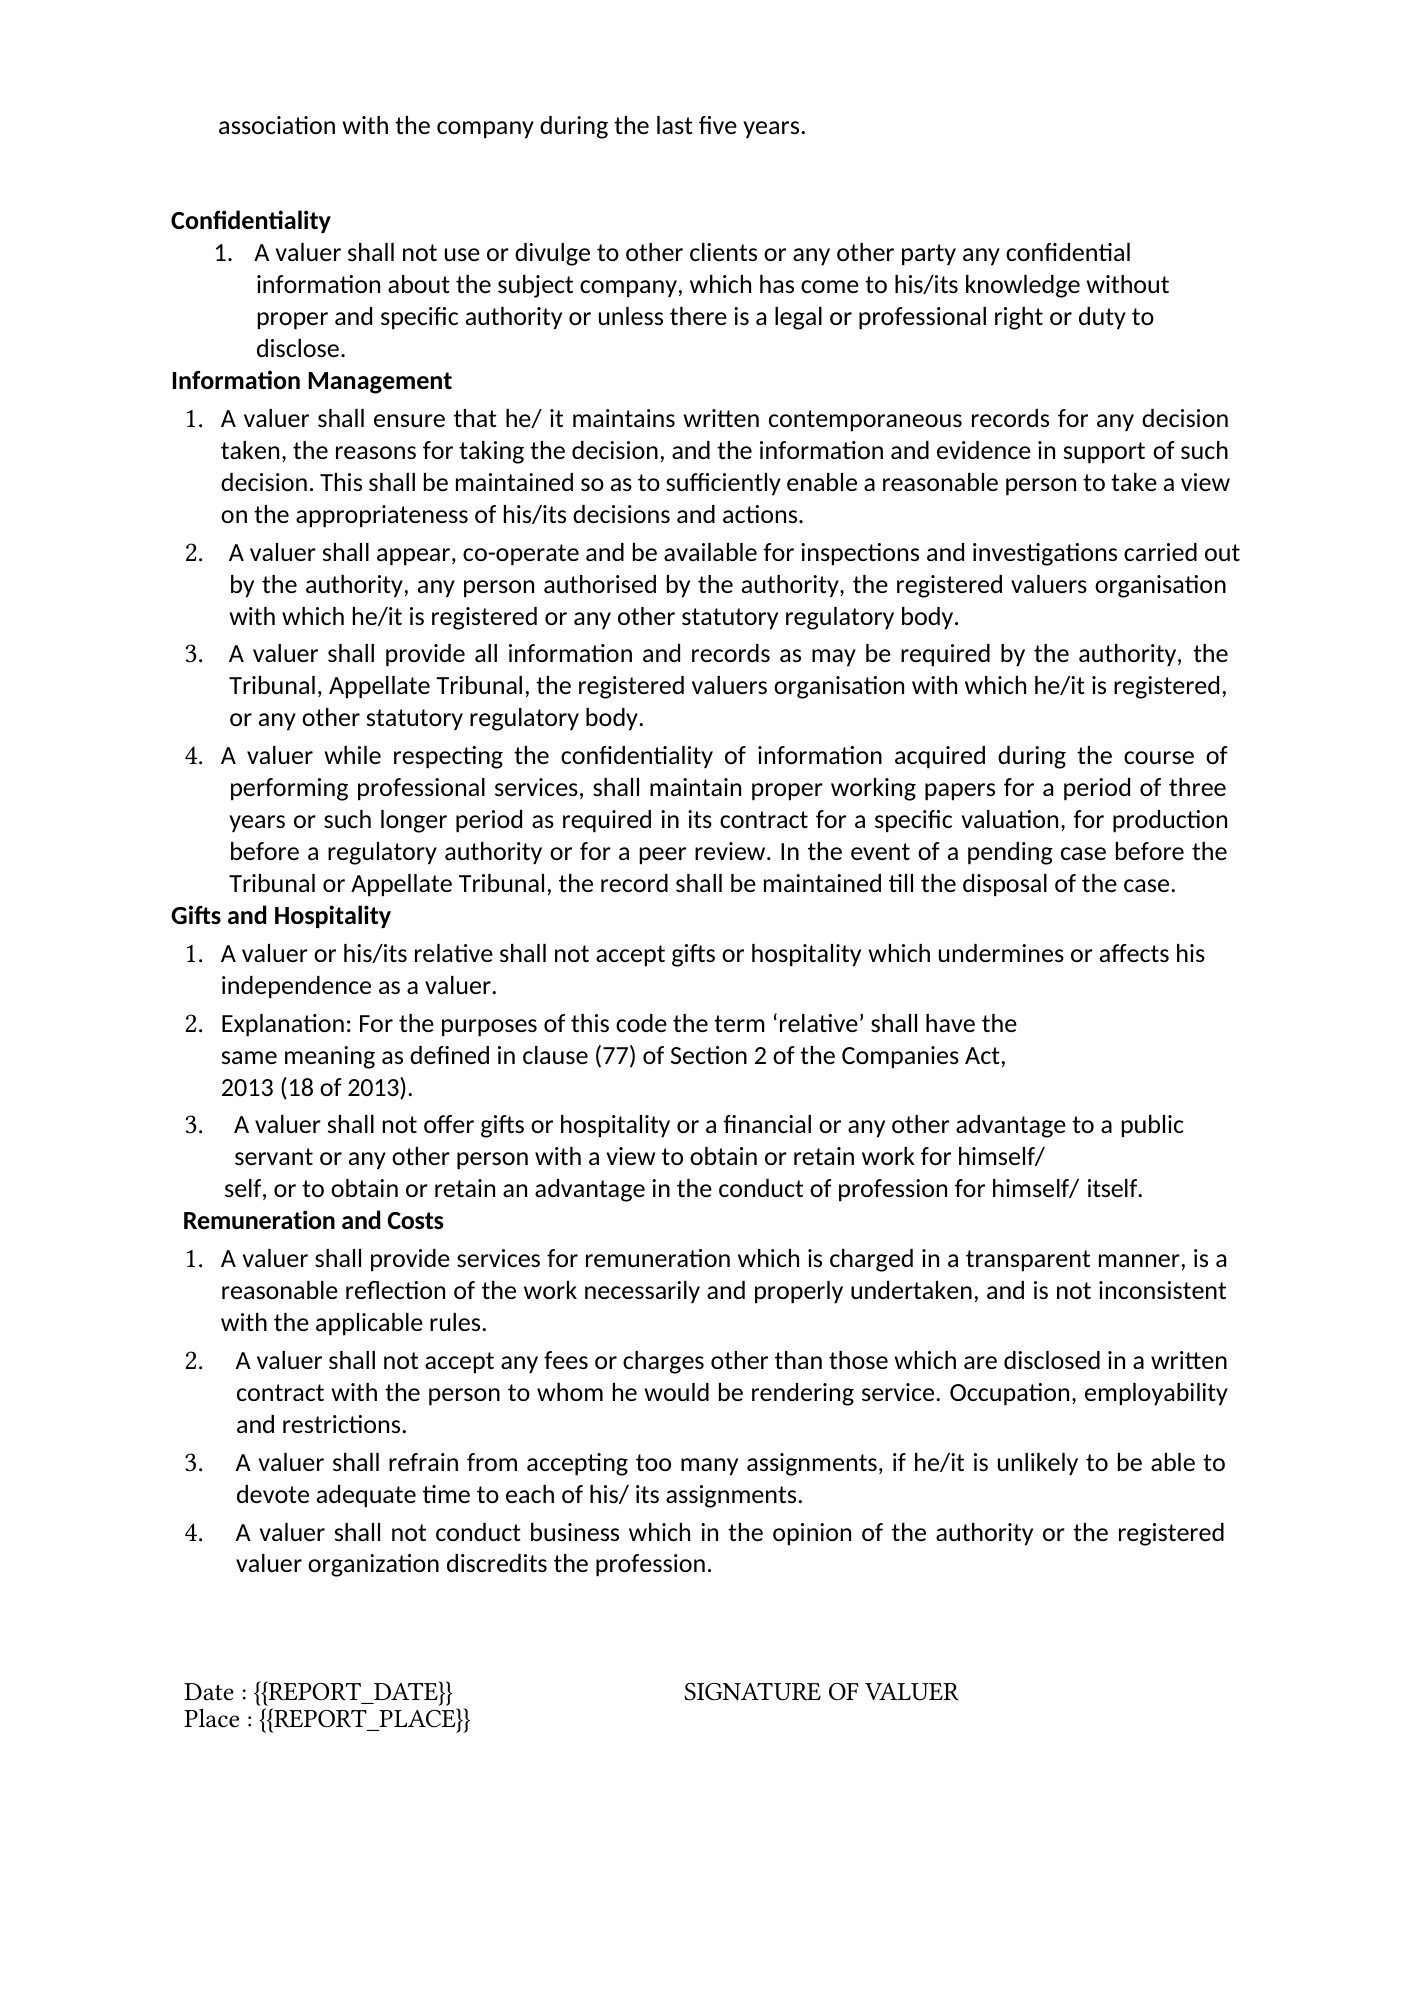 association with the company during the last five years.
Confidentiality
1. A valuer shall not use or divulge to other clients or any other party any confidential
information about the subject company, which has come to his/its knowledge without
proper and specific authority or unless there is a legal or professional right or duty to
disclose.
Information Management
1. A valuer shall ensure that he/ it maintains written contemporaneous records for any decision
taken, the reasons for taking the decision, and the information and evidence in support of such
decision. This shall be maintained so as to sufficiently enable a reasonable person to take a view
on the appropriateness of his/its decisions and actions.
2. A valuer shall appear, co-operate and be available for inspections and investigations carried out
by the authority, any person authorised by the authority, the registered valuers organisation
with which he/it is registered or any other statutory regulatory body.
3. A valuer shall provide all information and records as may be required by the authority, the
Tribunal, Appellate Tribunal, the registered valuers organisation with which he/it is registered,
or any other statutory regulatory body.
4. A valuer while respecting the confidentiality of information acquired during the course of
performing professional services, shall maintain proper working papers for a period of three
years or such longer period as required in its contract for a specific valuation, for production
before a regulatory authority or for a peer review. In the event of a pending case before the
Tribunal or Appellate Tribunal, the record shall be maintained till the disposal of the case.
Gifts and Hospitality
1. A valuer or his/its relative shall not accept gifts or hospitality which undermines or affects his
independence as a valuer.
2. Explanation: For the purposes of this code the term ‘relative’ shall have the
same meaning as defined in clause (77) of Section 2 of the Companies Act,
2013 (18 of 2013).
3. A valuer shall not offer gifts or hospitality or a financial or any other advantage to a public
servant or any other person with a view to obtain or retain work for himself/
self, or to obtain or retain an advantage in the conduct of profession for himself/ itself.
Remuneration and Costs
1. A valuer shall provide services for remuneration which is charged in a transparent manner, is a
reasonable reflection of the work necessarily and properly undertaken, and is not inconsistent
with the applicable rules.
2. A valuer shall not accept any fees or charges other than those which are disclosed in a written
contract with the person to whom he would be rendering service. Occupation, employability
and restrictions.
3. A valuer shall refrain from accepting too many assignments, if he/it is unlikely to be able to
devote adequate time to each of his/ its assignments.
4. A valuer shall not conduct business which in the opinion of the authority or the registered
valuer organization discredits the profession.
Date : {{REPORT_DATE}} SIGNATURE OF VALUER
Place : {{REPORT_PLACE}}